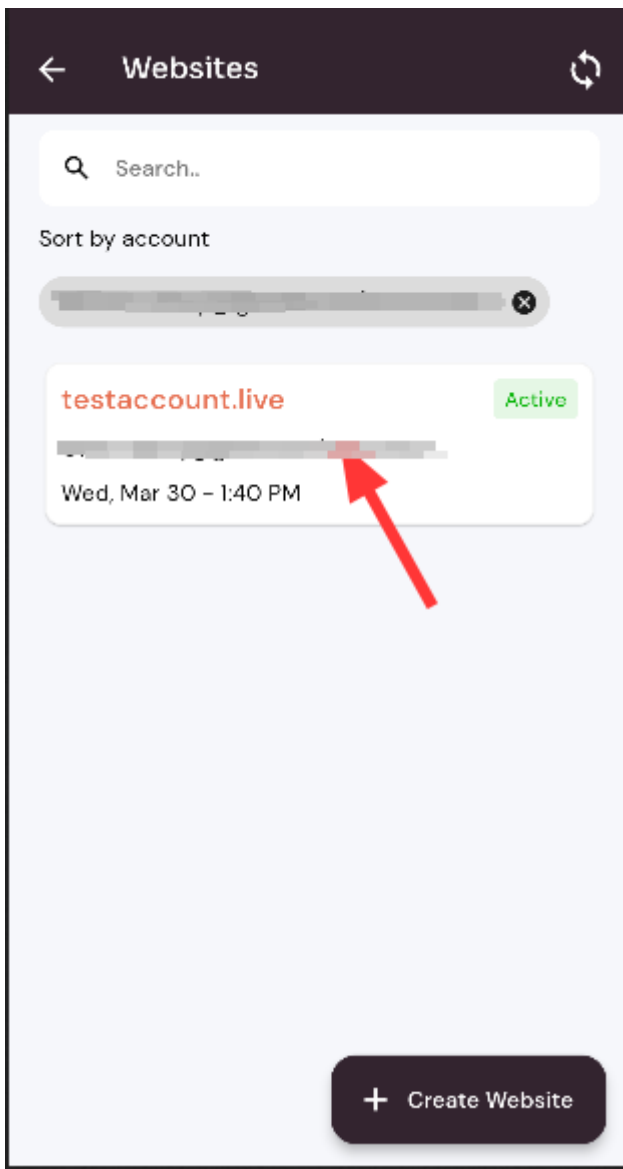 Websites
Search..
Sort by account
testaccount.live
Active
Wed, Mar 30 - 1:40 PM
+ Create Website